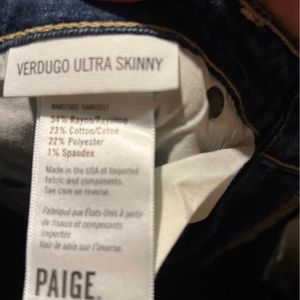 VERDUGO ULTRA SKINNY
54% Rayon/Rayonne
23% Cotton/Coton
22% Polyester
1% Spandex
Made in the USA of Imported
fabric and components.
See care on reverse.
Fabriqué aux États-Unis à partir
de tissus et composants
importés
Voir le soin sur l'inverse.
PAIGE.